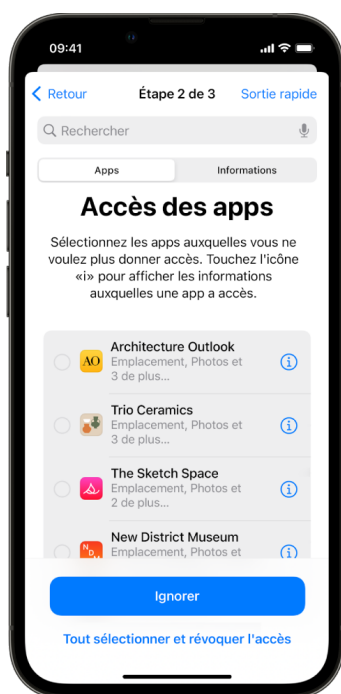 09:41
Retour
Étape 2 de 3
Sortie rapide
Rechercher
Apps
Informations
Accès des apps
Sélectionnez les apps auxquelles vous ne
voulez plus donner accès. Touchez l'icône
«i» pour afficher les informations
auxquelles une app a accès.
AO
Architecture Outlook
Emplacement, Photos et
3 de plus...
Trio Ceramics
Emplacement, Photos et
3 de plus...
The Sketch Space
Emplacement, Photos et
2 de plus...
New District Museum
Emplacement, Photos et
Ignorer
Tout sélectionner et révoquer l'accès